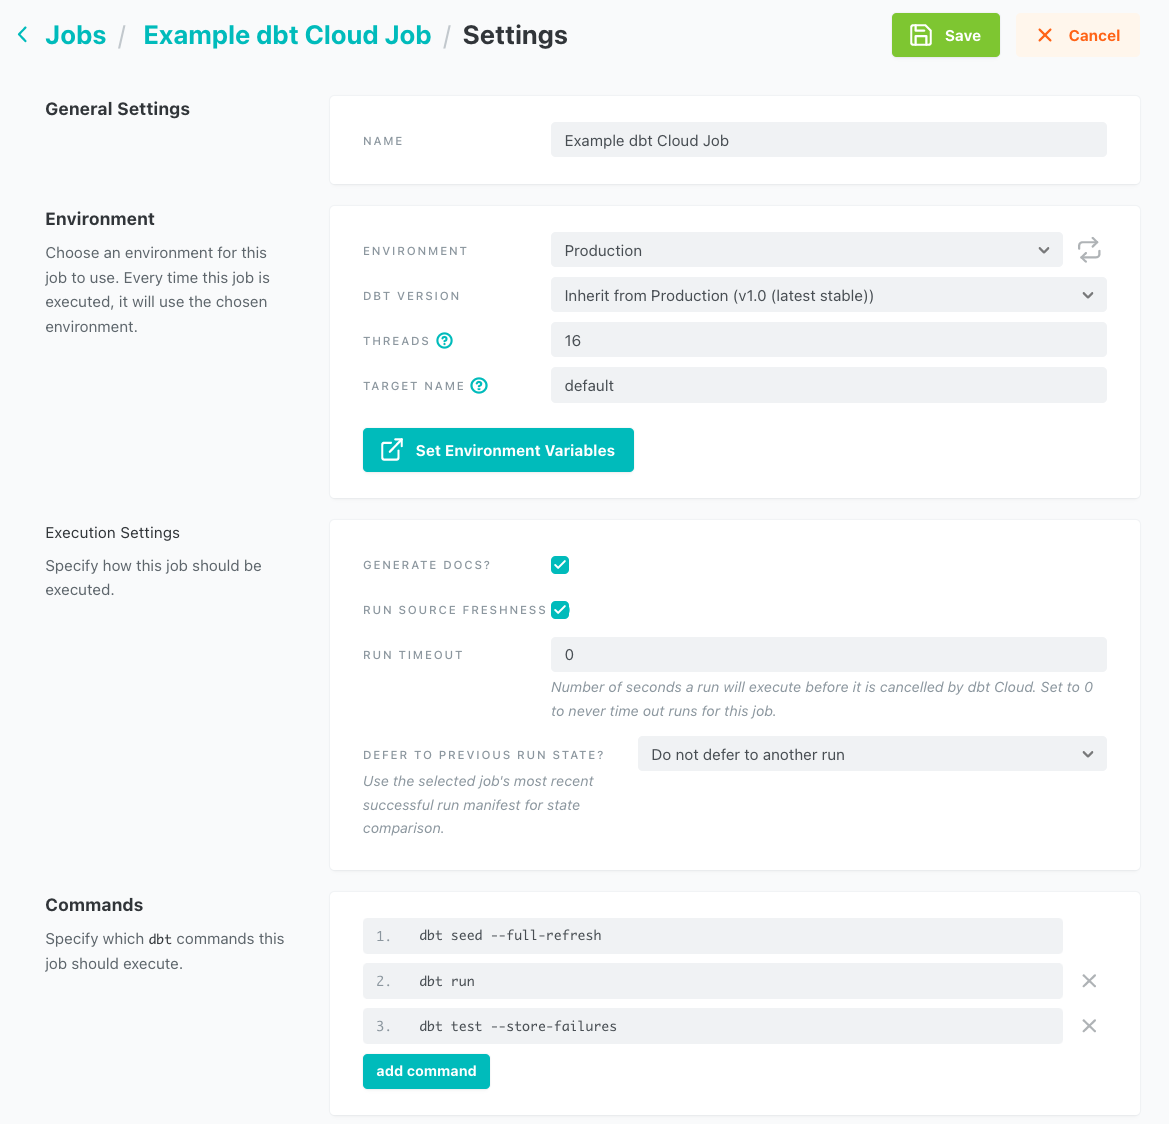 Jobs / Example dbt Cloud Job / Settings
Save
Cancel
General Settings
NAME
Example dbt Cloud Job
Environment
Choose an environment for this
job to use. Every time this job is
executed, it will use the chosen
environment.
ENVIRONMENT
Production
DBT VERSION
Inherit from Production (v1.0 (latest stable))
THREADS ?
16
TARGET NAME ?
default
Set Environment Variables
Execution Settings
Specify how this job should be
executed.
GENERATE DOCS?
RUN SOURCE FRESHNESS
RUN TIMEOUT
0
Number of seconds a run will execute before it is cancelled by dbt Cloud. Set to 0
to never time out runs for this job.
DEFER TO PREVIOUS RUN STATE?
Do not defer to another run
Use the selected job's most recent
successful run manifest for state
comparison.
Commands
Specify which dbt commands this
job should execute.
1. dbt seed --full-refresh
2. dbt run
3. dbt test --store-failures
add command